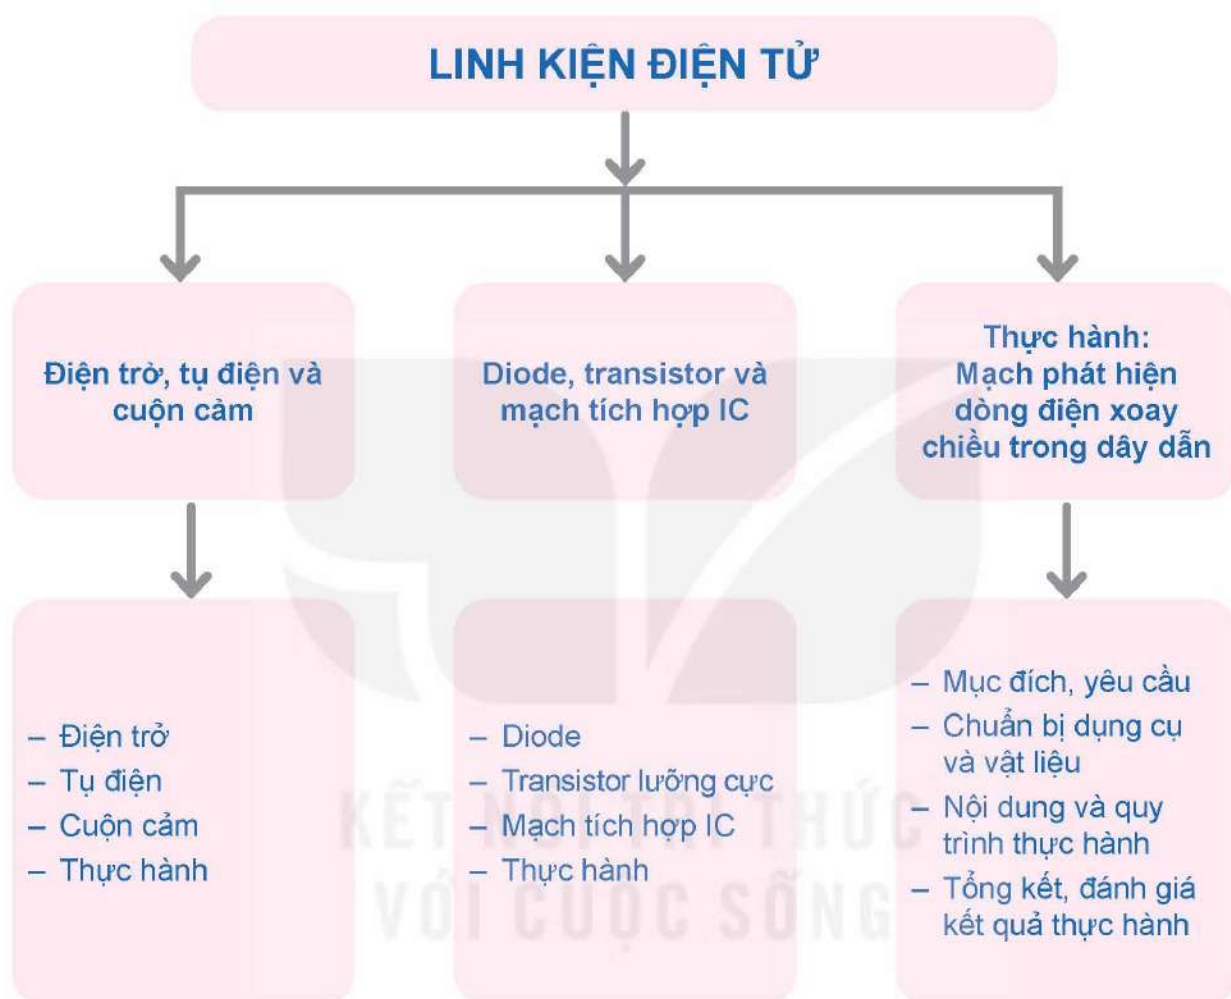 LINH KIỆN ĐIỆN TỬ
Điện trở, tụ điện và
cuộn cảm
Diode, transistor và
mạch tích hợp IC
Thực hành:
Mạch phát hiện
dòng điện xoay
chiều trong dây dẫn
– Điện trở
– Tụ điện
– Cuộn cảm
– Thực hành
– Diode
– Transistor lưỡng cực
– Mạch tích hợp IC
– Thực hành
– Mục đích, yêu cầu
– Chuẩn bị dụng cụ
và vật liệu
– Nội dung và quy
trình thực hành
– Tổng kết, đánh giá
kết quả thực hành
KẾT NỐI TRI THỨC
VỚI CUỘC SỐNG